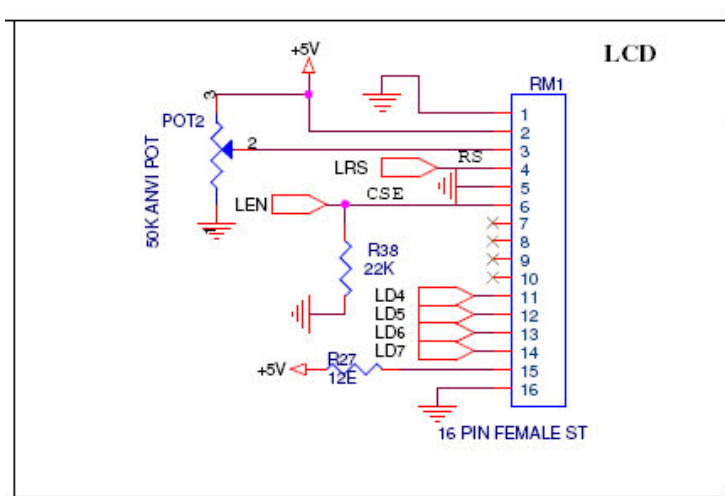 LCD
+5V
RM1
3
POT2
2
50K ANVI POT
1
LRS
RS
LEN
CSE
R38
22K
LD4
LD5
LD6
LD7
+5V
R27
12E
1
2
3
4
5
6
7
8
9
10
11
12
13
14
15
16
16 PIN FEMALE ST